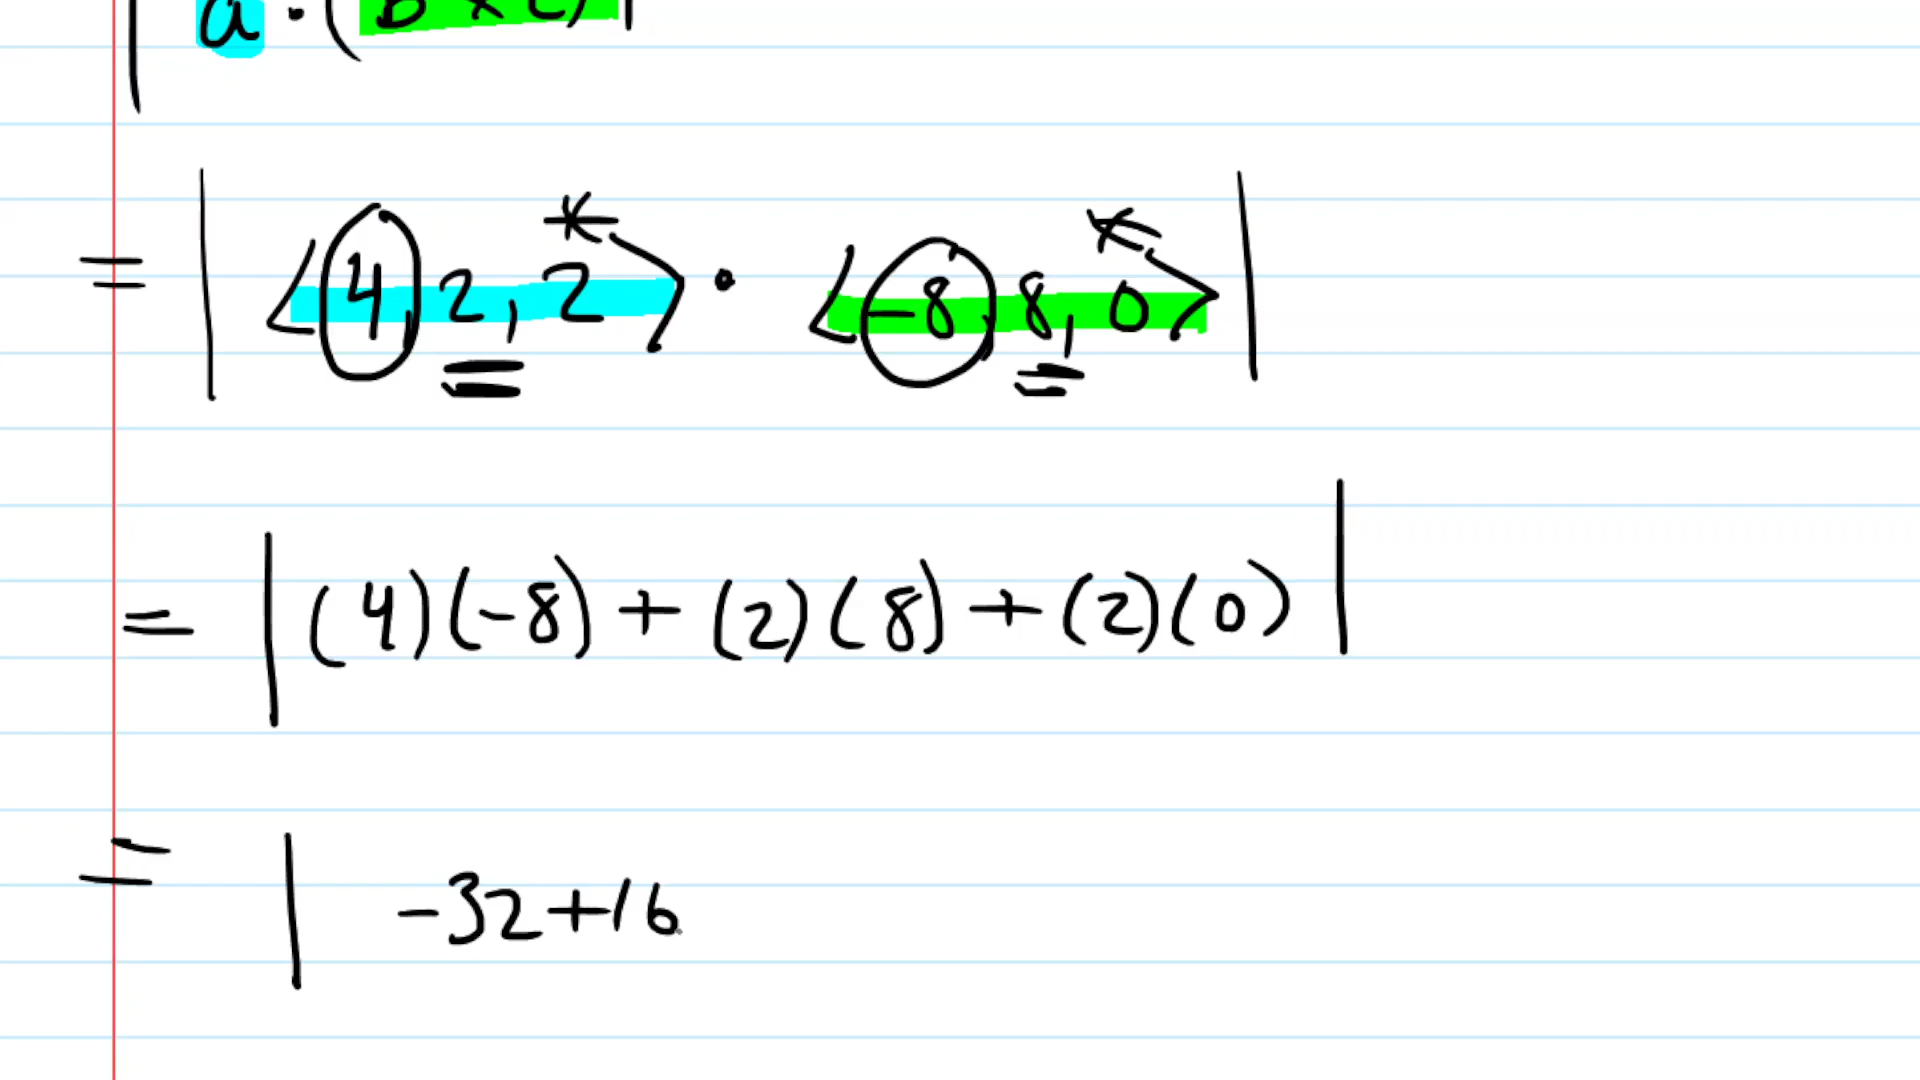 | a · (b × c) |
= | ⟨4, 2, 2⟩ · ⟨-8, 8, 0⟩ |
= | (4)(-8) + (2)(8) + (2)(0) |
= | -32 + 16